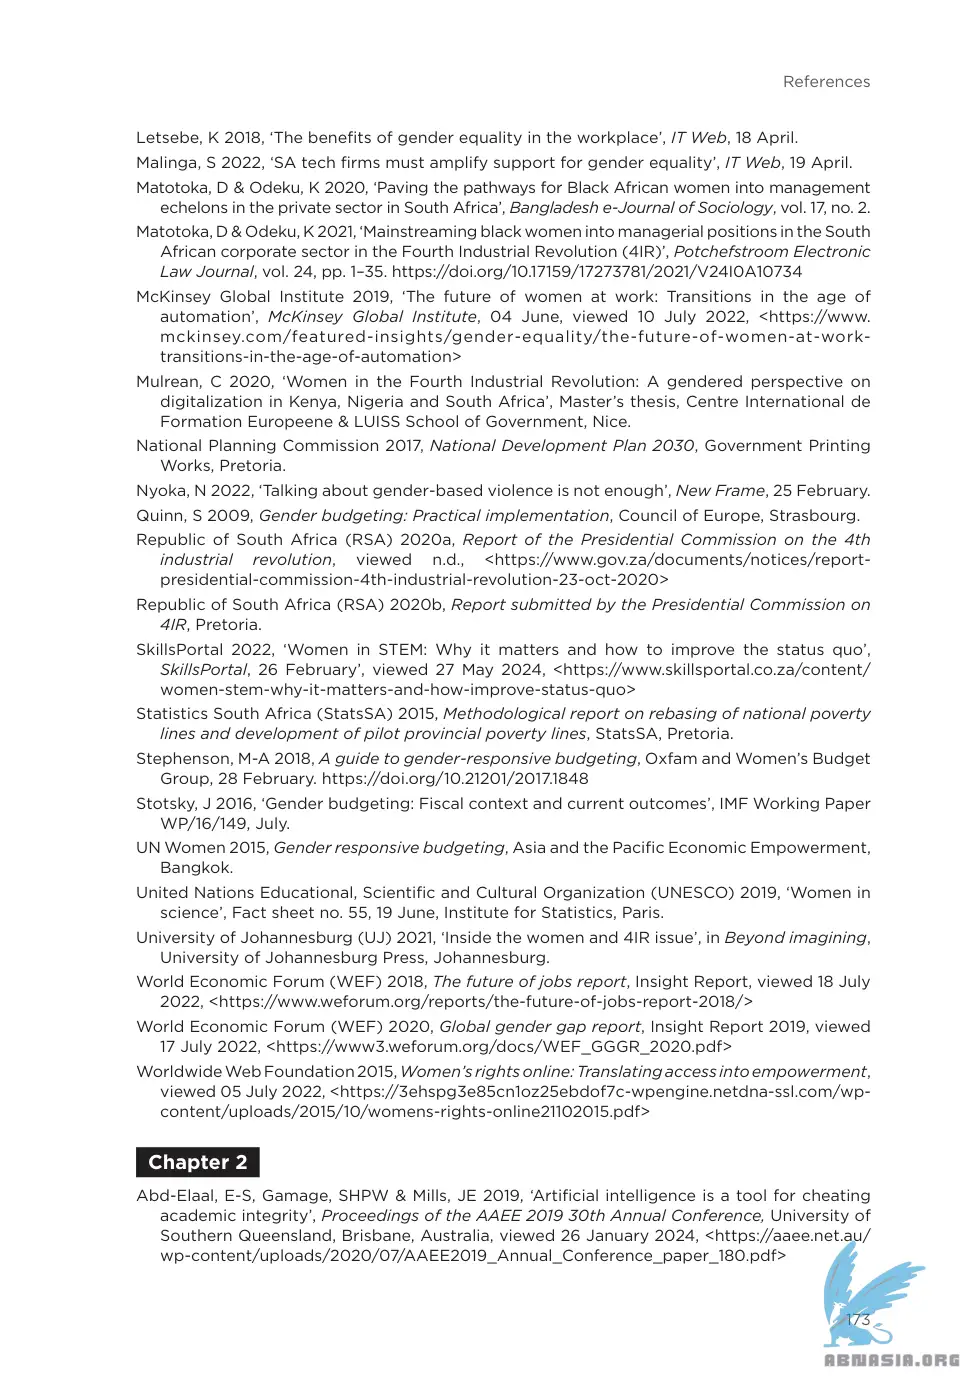 References
Letsebe, K 2018, ‘The benefits of gender equality in the workplace’, IT Web, 18 April.
Malinga, S 2022, ‘SA tech firms must amplify support for gender equality’, IT Web, 19 April.
Matotoka, D & Odeku, K 2020, ‘Paving the pathways for Black African women into management
echelons in the private sector in South Africa’, Bangladesh e-Journal of Sociology, vol. 17, no. 2.
Matotoka, D & Odeku, K 2021, ‘Mainstreaming black women into managerial positions in the South
African corporate sector in the Fourth Industrial Revolution (4IR)’, Potchefstroom Electronic
Law Journal, vol. 24, pp. 1–35. https://doi.org/10.17159/17273781/2021/V24I0A10734
McKinsey Global Institute 2019, ‘The future of women at work: Transitions in the age of
automation’, McKinsey Global Institute, 04 June, viewed 10 July 2022, <https://www.
mckinsey.com/featured-insights/gender-equality/the-future-of-women-at-work-
transitions-in-the-age-of-automation>
Mulrean, C 2020, ‘Women in the Fourth Industrial Revolution: A gendered perspective on
digitalization in Kenya, Nigeria and South Africa’, Master’s thesis, Centre International de
Formation Europeene & LUISS School of Government, Nice.
National Planning Commission 2017, National Development Plan 2030, Government Printing
Works, Pretoria.
Nyoka, N 2022, ‘Talking about gender-based violence is not enough’, New Frame, 25 February.
Quinn, S 2009, Gender budgeting: Practical implementation, Council of Europe, Strasbourg.
Republic of South Africa (RSA) 2020a, Report of the Presidential Commission on the 4th
industrial revolution, viewed n.d., <https://www.gov.za/documents/notices/report-
presidential-commission-4th-industrial-revolution-23-oct-2020>
Republic of South Africa (RSA) 2020b, Report submitted by the Presidential Commission on
4IR, Pretoria.
SkillsPortal 2022, ‘Women in STEM: Why it matters and how to improve the status quo’,
SkillsPortal, 26 February’, viewed 27 May 2024, <https://www.skillsportal.co.za/content/
women-stem-why-it-matters-and-how-improve-status-quo>
Statistics South Africa (StatsSA) 2015, Methodological report on rebasing of national poverty
lines and development of pilot provincial poverty lines, StatsSA, Pretoria.
Stephenson, M-A 2018, A guide to gender-responsive budgeting, Oxfam and Women’s Budget
Group, 28 February. https://doi.org/10.21201/2017.1848
Stotsky, J 2016, ‘Gender budgeting: Fiscal context and current outcomes’, IMF Working Paper
WP/16/149, July.
UN Women 2015, Gender responsive budgeting, Asia and the Pacific Economic Empowerment,
Bangkok.
United Nations Educational, Scientific and Cultural Organization (UNESCO) 2019, ‘Women in
science’, Fact sheet no. 55, 19 June, Institute for Statistics, Paris.
University of Johannesburg (UJ) 2021, ‘Inside the women and 4IR issue’, in Beyond imagining,
University of Johannesburg Press, Johannesburg.
World Economic Forum (WEF) 2018, The future of jobs report, Insight Report, viewed 18 July
2022, <https://www.weforum.org/reports/the-future-of-jobs-report-2018/>
World Economic Forum (WEF) 2020, Global gender gap report, Insight Report 2019, viewed
17 July 2022, <https://www3.weforum.org/docs/WEF_GGGR_2020.pdf>
Worldwide Web Foundation 2015, Women’s rights online: Translating access into empowerment,
viewed 05 July 2022, <https://3ehspg3e85cn1oz25ebdof7c-wpengine.netdna-ssl.com/wp-
content/uploads/2015/10/womens-rights-online21102015.pdf>
Chapter 2
Abd-Elaal, E-S, Gamage, SHPW & Mills, JE 2019, ‘Artificial intelligence is a tool for cheating
academic integrity’, Proceedings of the AAEE 2019 30th Annual Conference, University of
Southern Queensland, Brisbane, Australia, viewed 26 January 2024, <https://aaee.net.au/
wp-content/uploads/2020/07/AAEE2019_Annual_Conference_paper_180.pdf>
173
ABNASIA.ORG